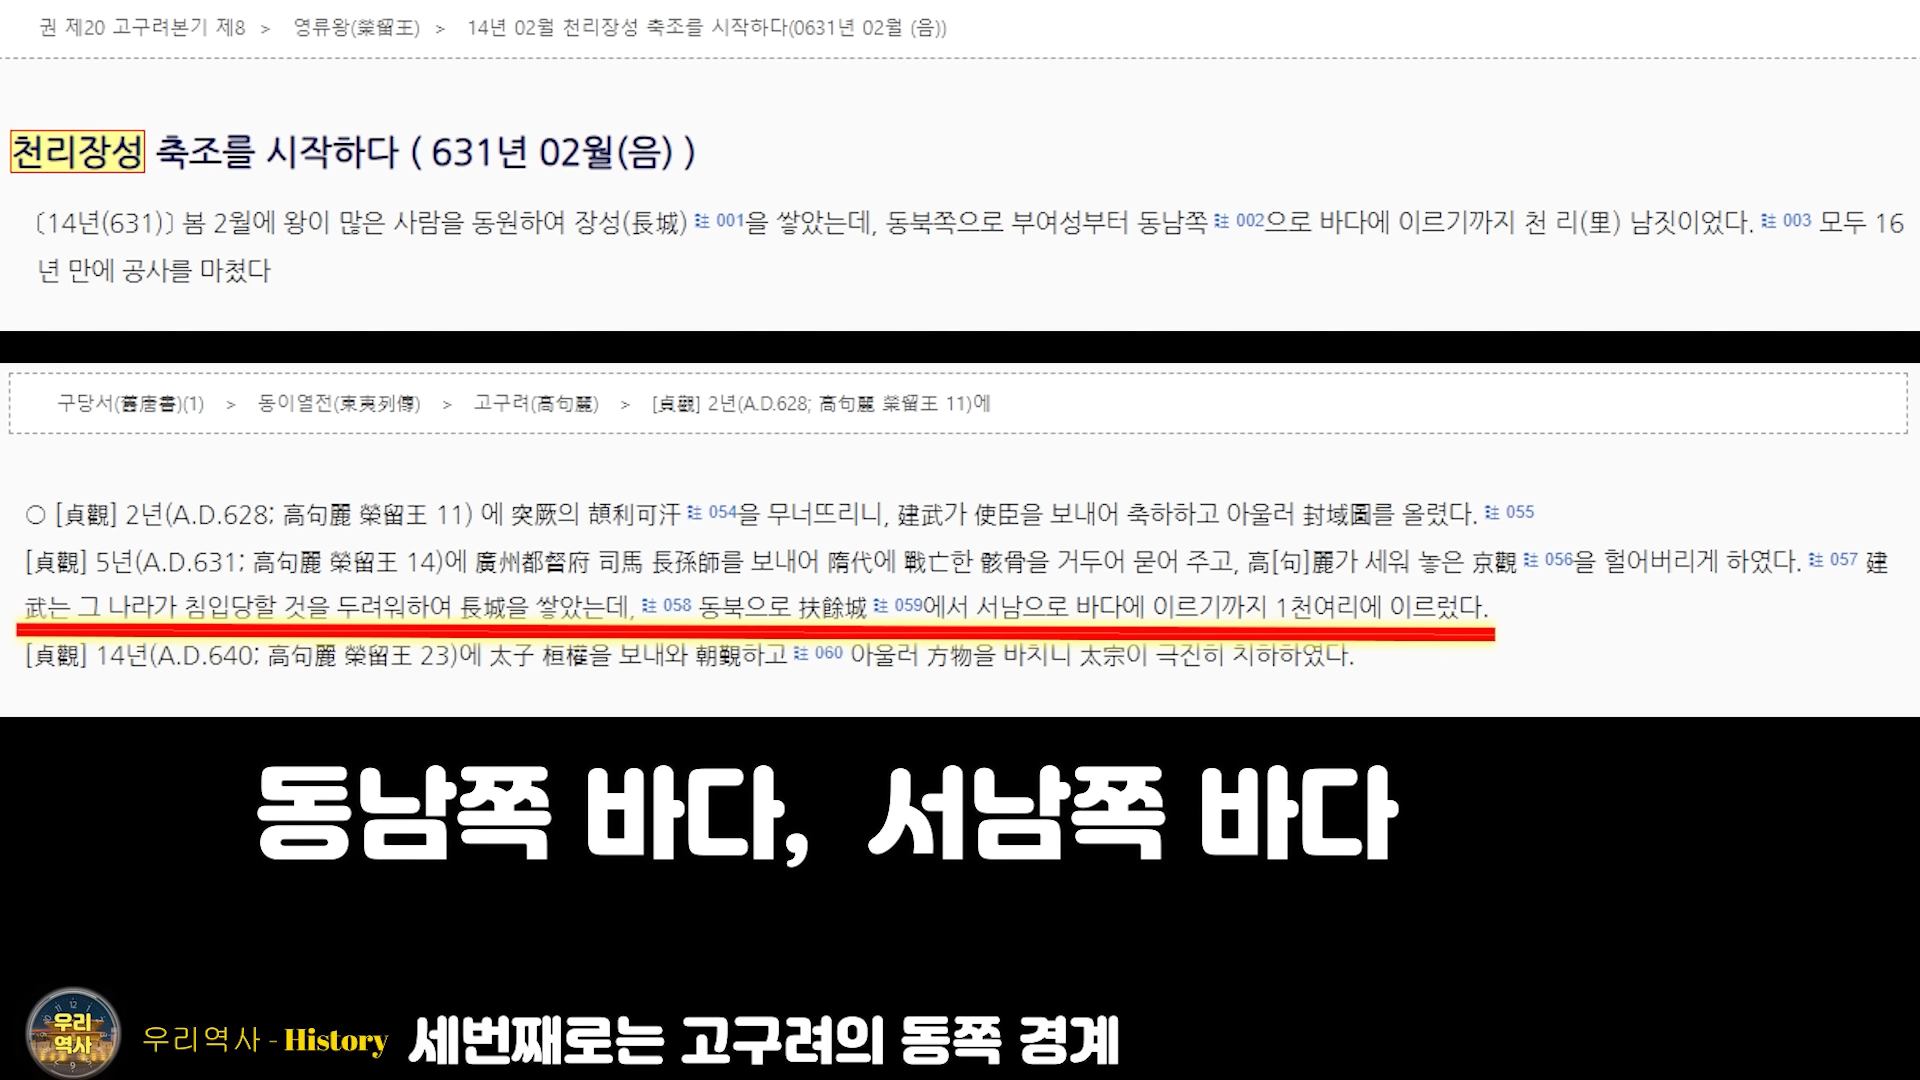 권 제20 고구려본기 제8 > 영류왕(榮留王) > 14년 02월 천리장성 축조를 시작하다(0631년 02월 (음))
천리장성 축조를 시작하다 ( 631년 02월(음) )
〔14년(631)〕 봄 2월에 왕이 많은 사람을 동원하여 장성(長城) 註 001을 쌓았는데, 동북쪽으로 부여성부터 동남쪽 註 002으로 바다에 이르기까지 천 리(里) 남짓이었다. 註 003 모두 16
년 만에 공사를 마쳤다
구당서(舊唐書)(1) > 동이열전(東夷列傳) > 고구려(高句麗) > [貞觀] 2년(A.D.628; 高句麗 榮留王 11)에
○ [貞觀] 2년(A.D.628; 高句麗 榮留王 11) 에 突厥의 頡利可汗 註 054을 무너뜨리니, 建武가 使臣을 보내어 축하하고 아울러 封域圖를 올렸다. 註 055
[貞觀] 5년(A.D.631; 高句麗 榮留王 14)에 廣州都督府 司馬 長孫師를 보내어 隋代에 戰亡한 骸骨을 거두어 묻어 주고, 高[句]麗가 세워 놓은 京觀 註 056을 헐어버리게 하였다. 註 057 建
武는 그 나라가 침입당할 것을 두려워하여 長城을 쌓았는데, 註 058 동북으로 扶餘城 註 059에서 서남으로 바다에 이르기까지 1천여리에 이르렀다.
[貞觀] 14년(A.D.640; 高句麗 榮留王 23)에 太子 桓權을 보내와 朝覲하고 註 060 아울러 方物을 바치니 太宗이 극진히 치하하였다.
동남쪽 바다, 서남쪽 바다
우리
역사
우리역사 - History
세번째로는 고구려의 동쪽 경계